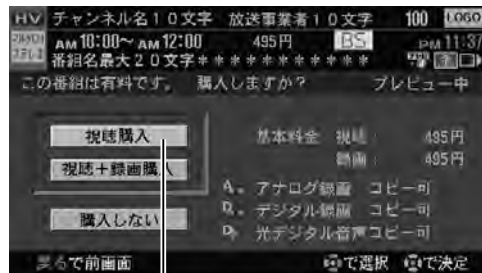 HV チャンネル名10文字 放送事業者10文字 100 LOGO
AM 10:00~ AM 12:00 495円 BS PM 11:37
番組名最大20文字***********
この番組は有料です。 購入しますか? プレビュー中
視聴購入
基本料金 視聴: 495円
視聴+録画購入
録画: 495円
A. アナログ録画 コピー可
D. デジタル録画 コピー可
購入しない
D. 光デジタル音声コピー可
戻るで前画面 で選択 で決定